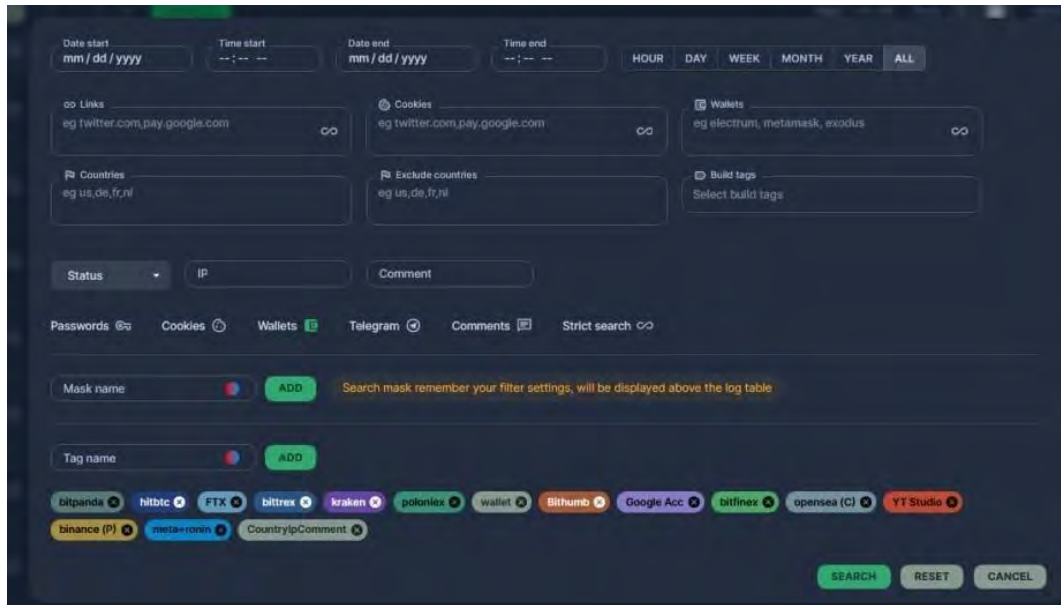 Date start Time start Date end Time end
mm / dd / yyyy --:-- -- mm / dd / yyyy --:-- -- HOUR DAY WEEK MONTH YEAR ALL
Links Cookies Wallets
eg twitter.com,pay.google.com eg twitter.com,pay.google.com eg electrum, metamask, exodus
Countries Exclude countries Build tags
eg us,de,fr,nl eg us,de,fr,nl Select build tags
Status IP Comment
Passwords Cookies Wallets Telegram Comments Strict search
Mask name ADD Search mask remember your filter settings, will be displayed above the log table
Tag name ADD
bitpanda hitbtc FTX bittrex kraken poloniex wallet Bithumb Google Acc bitfinex opensea (C) YT Studio
binance (P) meta+ronin CountryIpComment
SEARCH RESET CANCEL